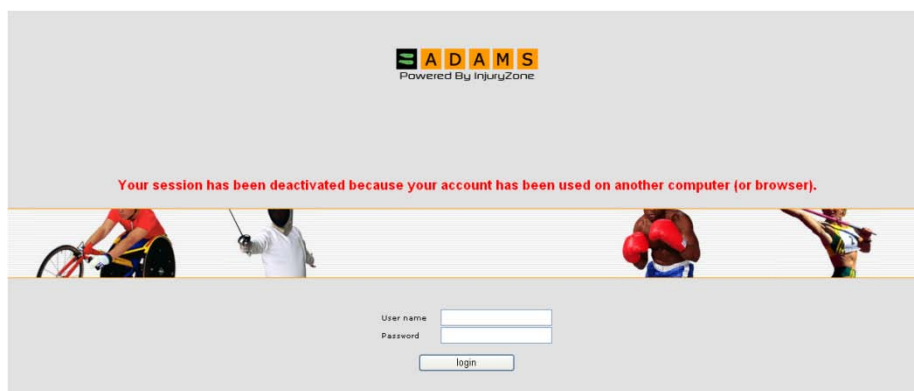 ADAMS
Powered By InjuryZone
Your session has been deactivated because your account has been used on another computer (or browser).
User name
Password
login